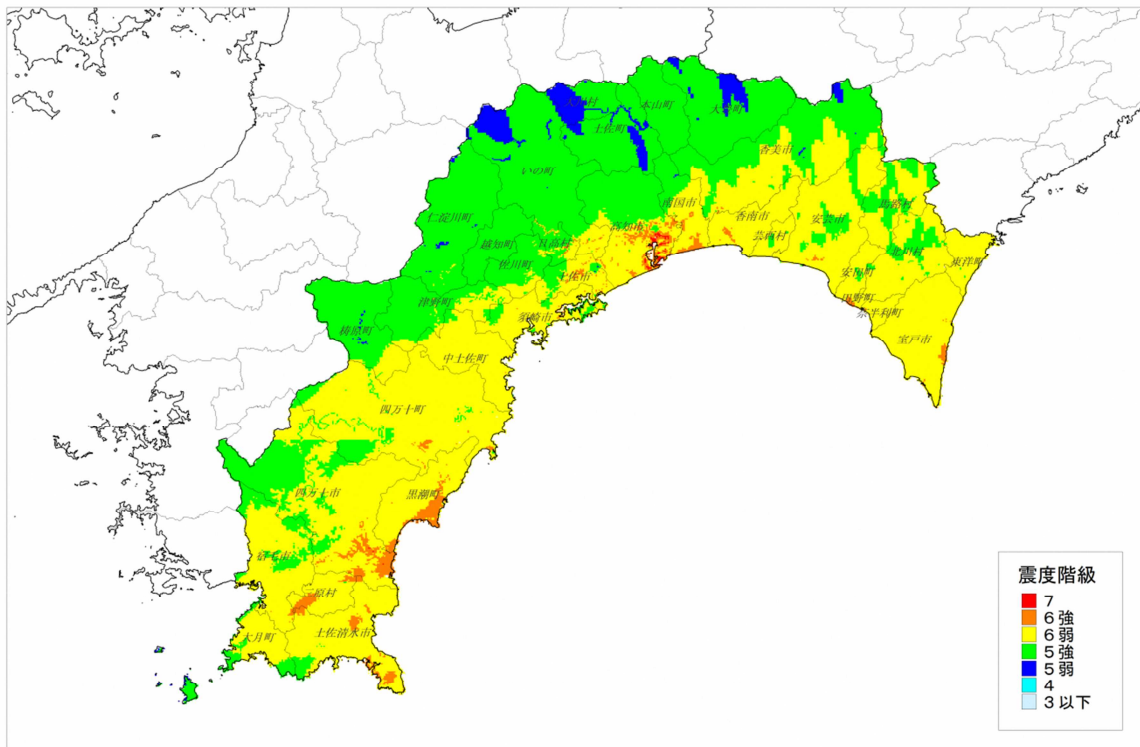 大川村
本山町
大豊町
土佐町
香美市
いの町
南国市
馬路村
仁淀川町
高知市
香南市
安芸市
越知町
日高村
芸西村
北川村
佐川町
東洋町
土佐市
安田町
津野町
田野町
須崎市
奈半利町
梼原町
室戸市
中土佐町
四万十町
四万十市
黒潮町
宿毛市
三原村
大月町
土佐清水市
震度階級
7
6強
6弱
5強
5弱
4
3以下